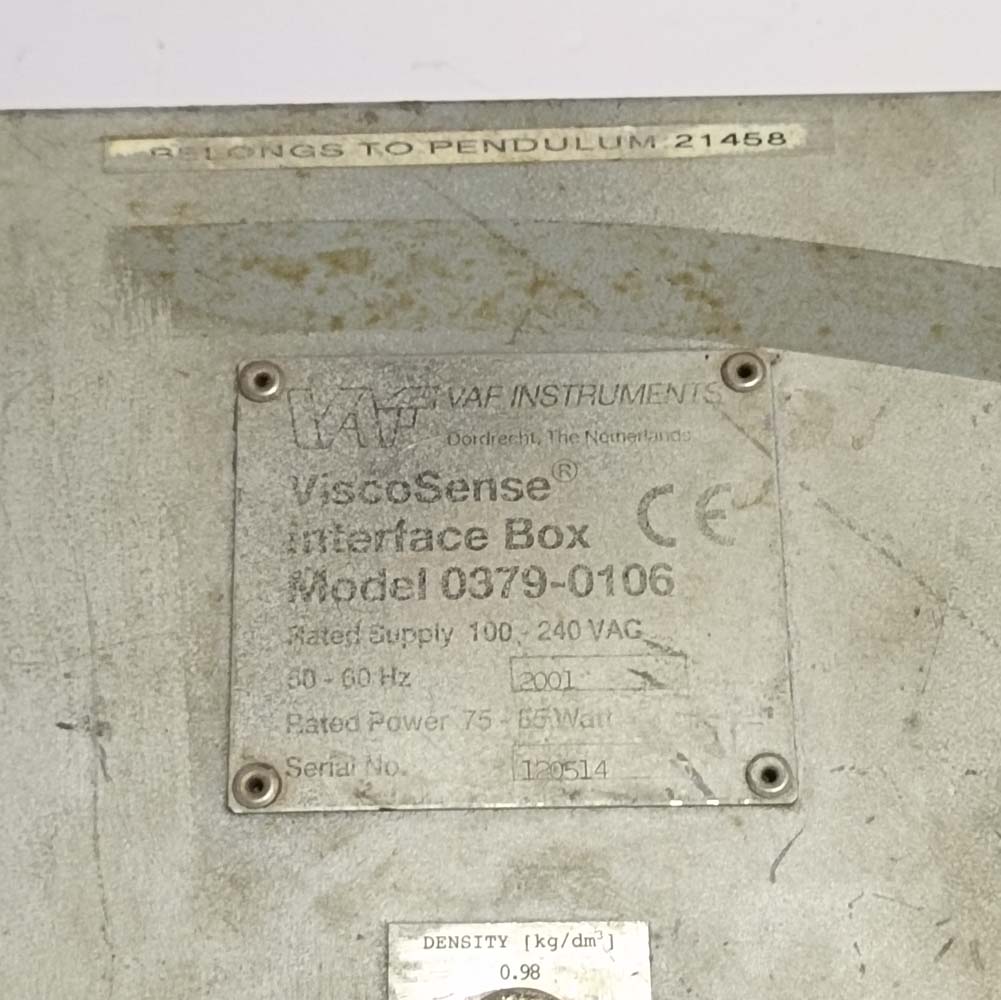 BELONGS TO PENDULUM 21458
VAF VAF INSTRUMENTS
Dordrecht, The Netherlands
ViscoSense®
Interface Box CE
Model 0379-0106
Rated Supply 100 - 240 VAC
50 - 60 Hz 2001
Rated Power 75 - Watt
Serial No. 120514
DENSITY [kg/dm³]
0.98